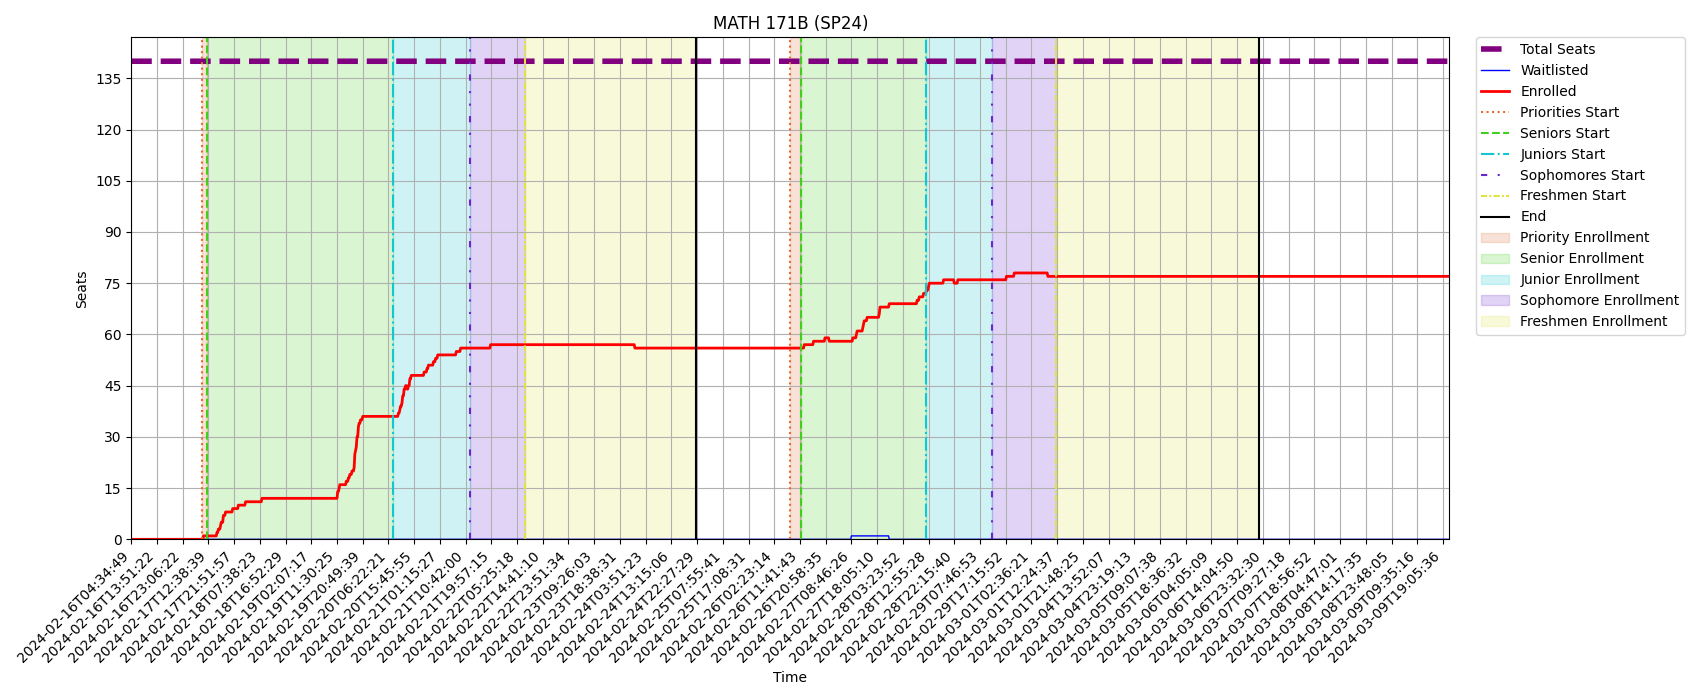 MATH 171B (SP24)
Seats
135
120
105
90
75
60
45
30
15
0
2024-02-16T04:34:49
2024-02-16T13:51:22
2024-02-16T23:06:22
2024-02-17T12:38:39
2024-02-17T21:51:57
2024-02-18T07:38:23
2024-02-18T16:52:29
2024-02-19T02:07:17
2024-02-19T11:30:25
2024-02-19T20:49:39
2024-02-20T06:22:21
2024-02-20T15:45:55
2024-02-21T01:15:27
2024-02-21T10:42:00
2024-02-21T19:57:15
2024-02-22T05:25:18
2024-02-22T14:41:10
2024-02-22T23:51:34
2024-02-23T09:26:03
2024-02-23T18:38:31
2024-02-24T03:51:23
2024-02-24T13:15:06
2024-02-24T22:27:29
2024-02-25T07:55:41
2024-02-25T17:08:31
2024-02-26T02:23:14
2024-02-26T11:41:43
2024-02-26T20:58:35
2024-02-27T08:46:26
2024-02-27T18:05:10
2024-02-28T03:23:52
2024-02-28T12:55:28
2024-02-28T22:15:40
2024-02-29T07:46:53
2024-02-29T17:15:52
2024-03-01T02:36:21
2024-03-01T12:24:37
2024-03-01T21:48:25
2024-03-04T13:52:07
2024-03-04T23:19:13
2024-03-05T09:07:38
2024-03-05T18:36:32
2024-03-06T04:05:09
2024-03-06T14:04:50
2024-03-06T23:32:30
2024-03-07T09:27:18
2024-03-07T18:56:52
2024-03-08T04:47:01
2024-03-08T14:17:35
2024-03-08T23:48:05
2024-03-09T09:35:16
2024-03-09T19:05:36
Time
Total Seats
Waitlisted
Enrolled
Priorities Start
Seniors Start
Juniors Start
Sophomores Start
Freshmen Start
End
Priority Enrollment
Senior Enrollment
Junior Enrollment
Sophomore Enrollment
Freshmen Enrollment